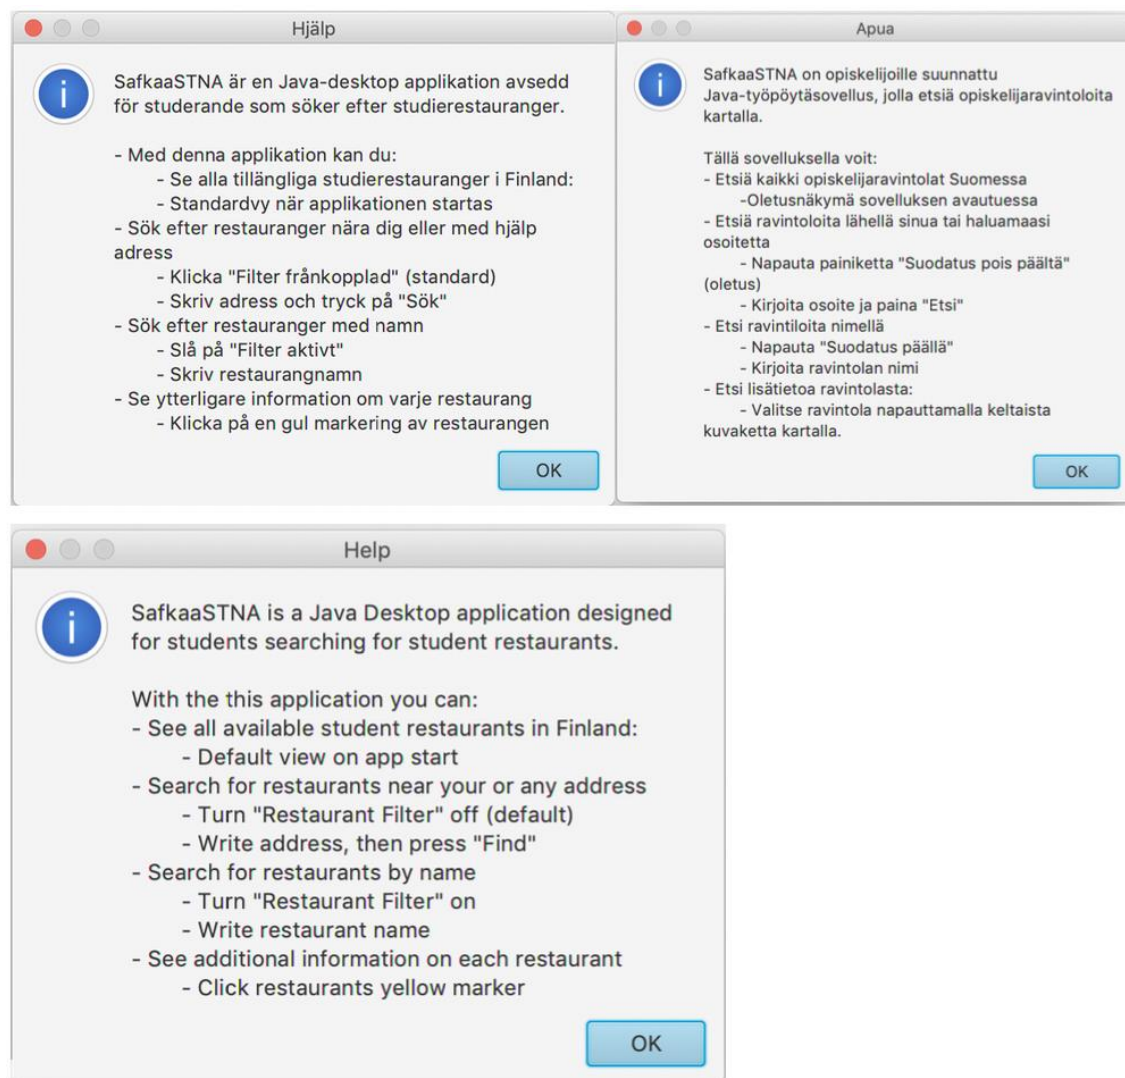 Hjälp
SafkaaSTNA är en Java-desktop applikation avsedd
för studerande som söker efter studierestauranger.
- Med denna applikation kan du:
- Se alla tillängliga studierestauranger i Finland:
- Standardvy när applikationen startas
- Sök efter restauranger nära dig eller med hjälp
adress
- Klicka "Filter frånkopplad" (standard)
- Skriv adress och tryck på "Sök"
- Sök efter restauranger med namn
- Slå på "Filter aktivt"
- Skriv restaurangnamn
- Se ytterligare information om varje restaurang
- Klicka på en gul markering av restaurangen
OK
Apua
SafkaaSTNA on opiskelijoille suunnattu
Java-työpöytäsovellus, jolla etsiä opiskelijaravintoloita
kartalla.
Tällä sovelluksella voit:
- Etsiä kaikki opiskelijaravintolat Suomessa
-Oletusnäkymä sovelluksen avautuessa
- Etsiä ravintoloita lähellä sinua tai haluamaasi
osoitetta
- Napauta painiketta "Suodatus pois päältä"
(oletus)
- Kirjoita osoite ja paina "Etsi"
- Etsi ravintiloita nimellä
- Napauta "Suodatus päällä"
- Kirjoita ravintolan nimi
- Etsi lisätietoa ravintolasta:
- Valitse ravintola napauttamalla keltaista
kuvaketta kartalla.
OK
Help
SafkaaSTNA is a Java Desktop application designed
for students searching for student restaurants.
With the this application you can:
- See all available student restaurants in Finland:
- Default view on app start
- Search for restaurants near your or any address
- Turn "Restaurant Filter" off (default)
- Write address, then press "Find"
- Search for restaurants by name
- Turn "Restaurant Filter" on
- Write restaurant name
- See additional information on each restaurant
- Click restaurants yellow marker
OK